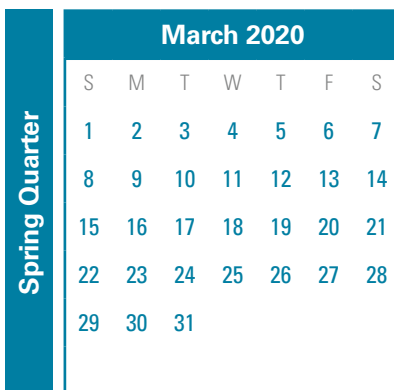 Spring Quarter
March 2020
S M T W T F S
1 2 3 4 5 6 7
8 9 10 11 12 13 14
15 16 17 18 19 20 21
22 23 24 25 26 27 28
29 30 31